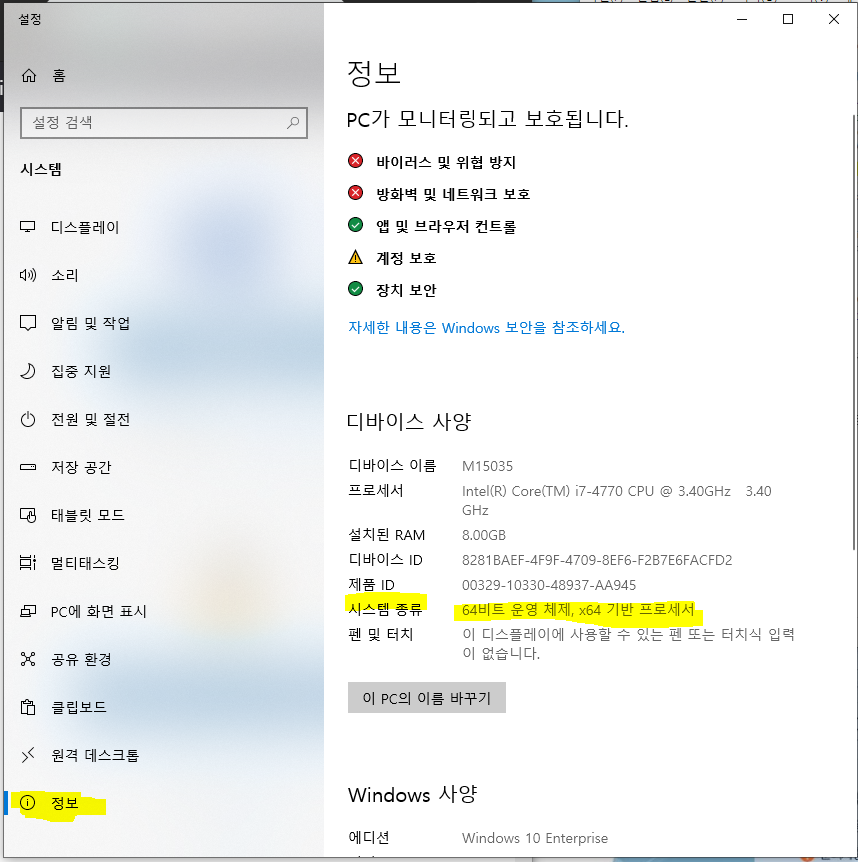 설정
홈
설정 검색
시스템
디스플레이
소리
알림 및 작업
집중 지원
전원 및 절전
저장 공간
태블릿 모드
멀티태스킹
PC에 화면 표시
공유 환경
클립보드
원격 데스크톱
정보
정보
PC가 모니터링되고 보호됩니다.
바이러스 및 위협 방지
방화벽 및 네트워크 보호
앱 및 브라우저 컨트롤
계정 보호
장치 보안
자세한 내용은 Windows 보안을 참조하세요.
디바이스 사양
디바이스 이름 M15035
프로세서 Intel(R) Core(TM) i7-4770 CPU @ 3.40GHz 3.40
GHz
설치된 RAM 8.00GB
디바이스 ID 8281BAEF-4F9F-4709-8EF6-F2B7E6FACFD2
제품 ID 00329-10330-48937-AA945
시스템 종류 64비트 운영 체제, x64 기반 프로세서
펜 및 터치 이 디스플레이에 사용할 수 있는 펜 또는 터치식 입력
이 없습니다.
이 PC의 이름 바꾸기
Windows 사양
에디션 Windows 10 Enterprise